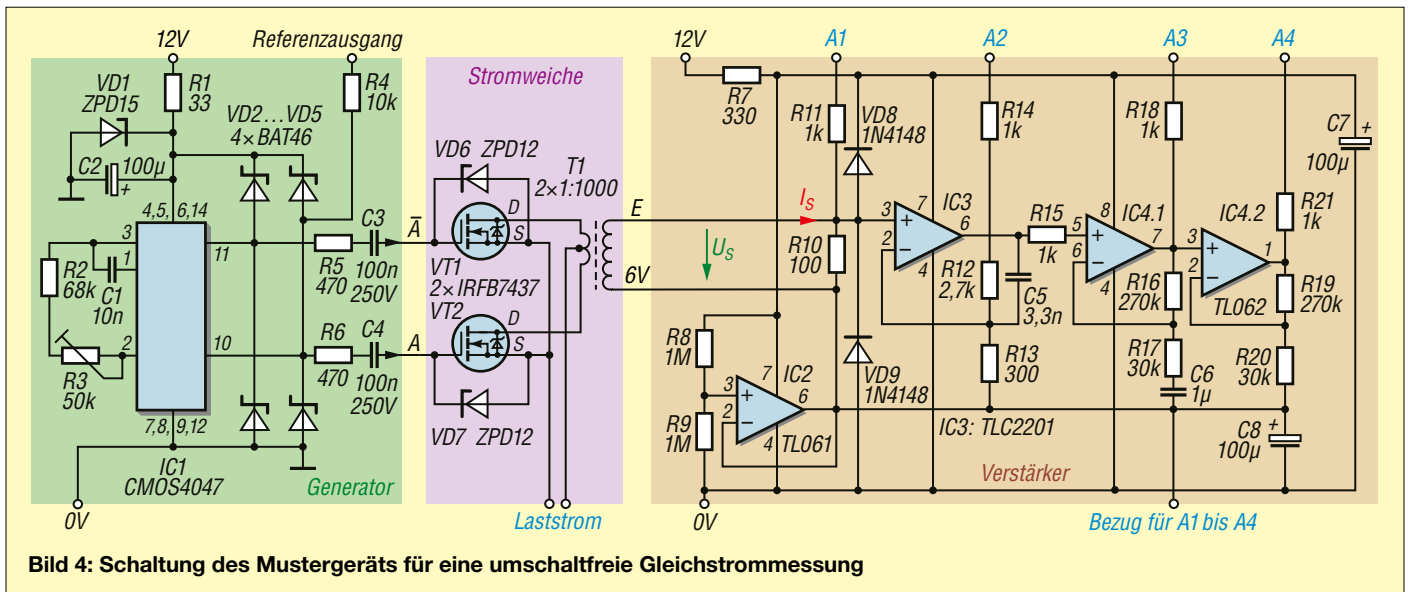 12V
Referenzausgang
VD1
ZPD15
R1
33
R4
10k
VD2...VD5
4×BAT46
C2
100µ
+
4,5, 6,14
3
1
11
R2
68k
C1
10n
2
10
R3
50k
7,8, 9,12
IC1
CMOS4047
0V
R5
470
C3
100n
250V
R6
470
C4
100n
250V
Generator
Stromweiche
VD6 ZPD12
A̅
VT1
2×IRFB7437
VT2
A
D
S
D
S
VD7 ZPD12
T1
2×1:1000
Laststrom
E
6V
I_S
U_S
12V
A1
A2
A3
A4
R7
330
R11
1k
VD8
1N4148
R14
1k
R18
1k
C7
100µ
+
R10
100
IC3
3
+
2
−
7
6
4
R15
1k
R12
2,7k
C5
3,3n
R13
300
IC4.1
5
+
6
−
8
7
4
R16
270k
R17
30k
C6
1µ
IC4.2
3
+
2
−
1
TL062
R21
1k
R19
270k
R20
30k
C8
100µ
+
R8
1M
R9
1M
IC2
3
+
2
−
7
6
4
TL061
VD9
1N4148
IC3: TLC2201
Verstärker
0V
Bezug für A1 bis A4
Bild 4: Schaltung des Mustergeräts für eine umschaltfreie Gleichstrommessung